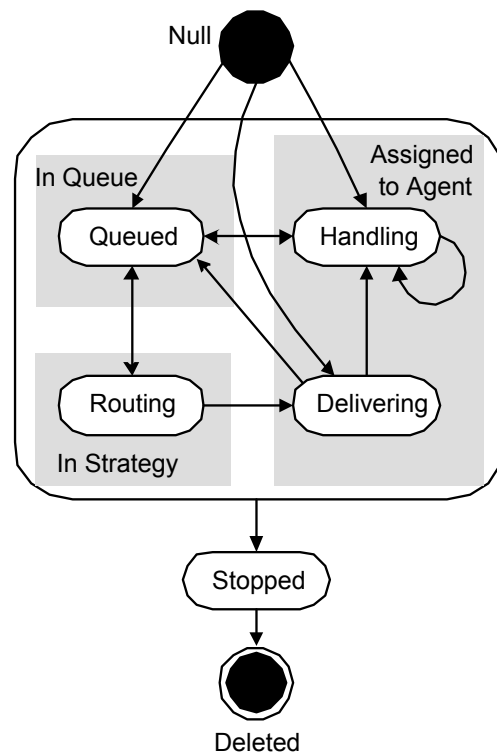 Null
In Queue
Assigned
to Agent
Queued
Handling
Routing
Delivering
In Strategy
Stopped
Deleted